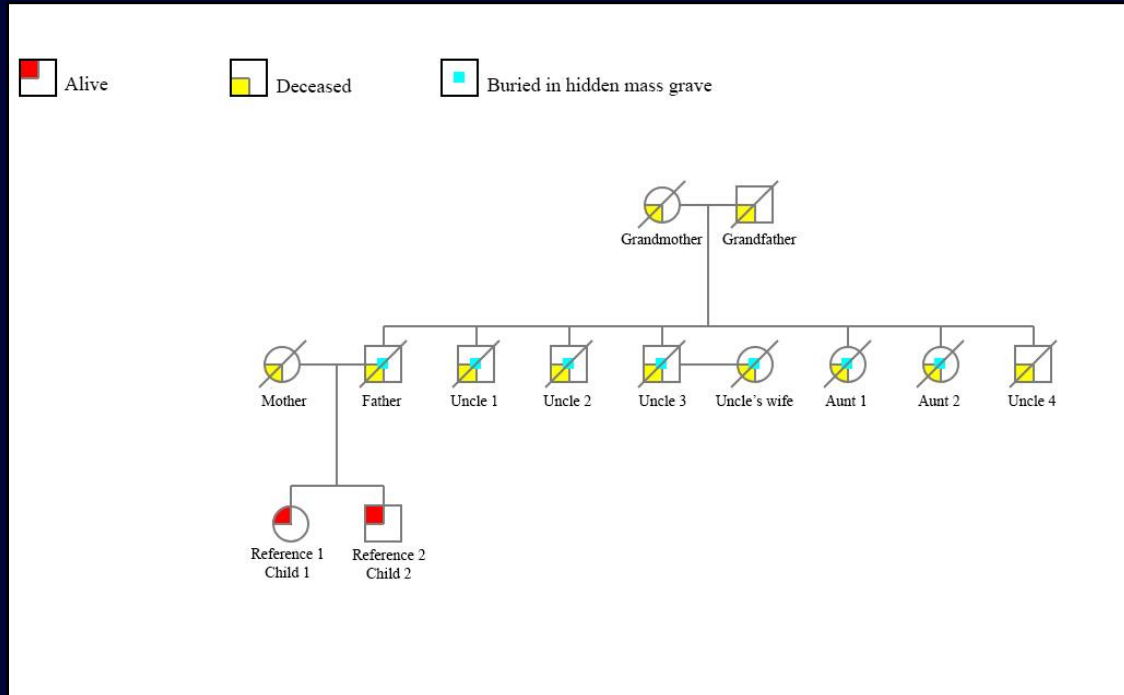 Alive
Deceased
Buried in hidden mass grave
Grandmother
Grandfather
Mother
Father
Uncle 1
Uncle 2
Uncle 3
Uncle’s wife
Aunt 1
Aunt 2
Uncle 4
Reference 1
Child 1
Reference 2
Child 2